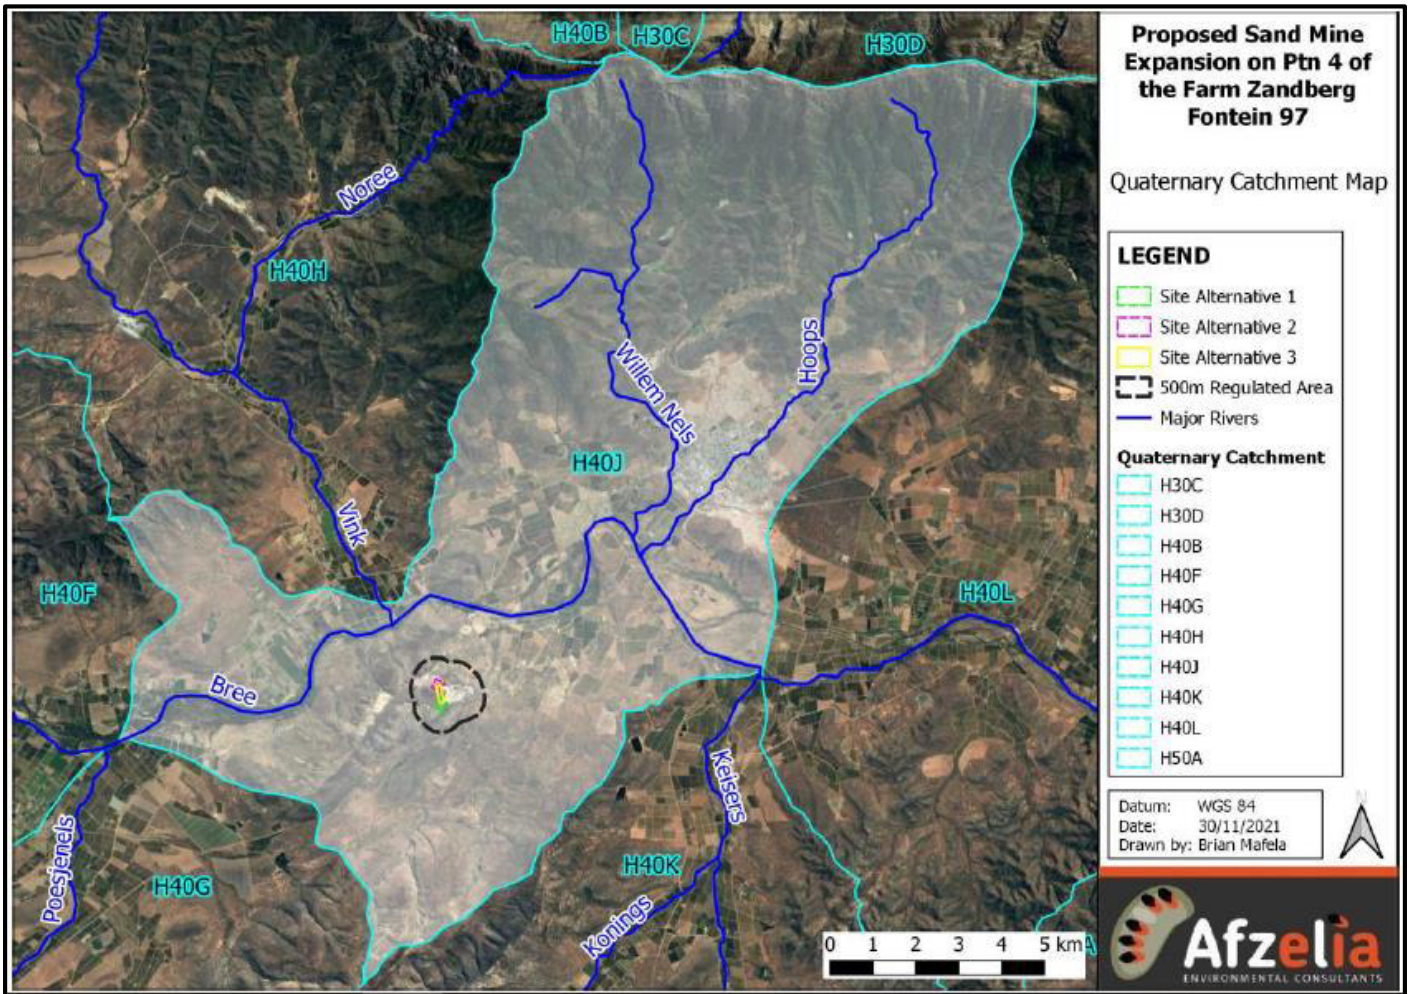 H40B
H30C
H30D
Noree
H40H
Willem Nels
Hoops
H40J
Vink
H40F
H40L
Bree
Keisers
Poesjenels
H40G
H40K
Konings
0 1 2 3 4 5 km
A
Proposed Sand Mine
Expansion on Ptn 4 of
the Farm Zandberg
Fontein 97
Quaternary Catchment Map
LEGEND
Site Alternative 1
Site Alternative 2
Site Alternative 3
500m Regulated Area
Major Rivers
Quaternary Catchment
H30C
H30D
H40B
H40F
H40G
H40H
H40J
H40K
H40L
H50A
Datum: WGS 84
Date: 30/11/2021
Drawn by: Brian Mafela
N
Afzelia
ENVIRONMENTAL CONSULTANTS